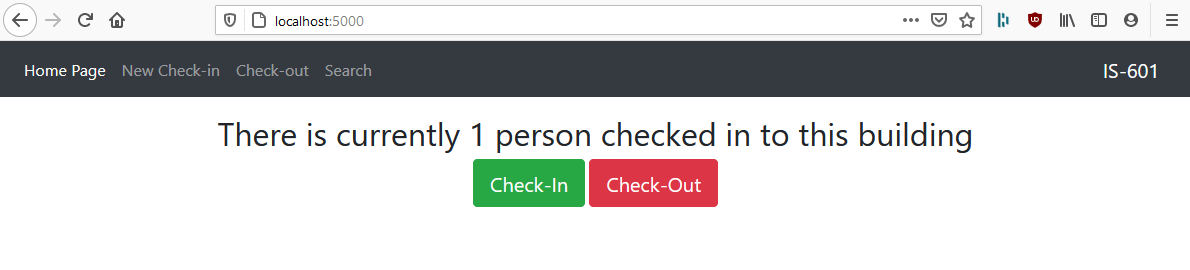 localhost:5000
Home Page New Check-in Check-out Search IS-601
There is currently 1 person checked in to this building
Check-In Check-Out